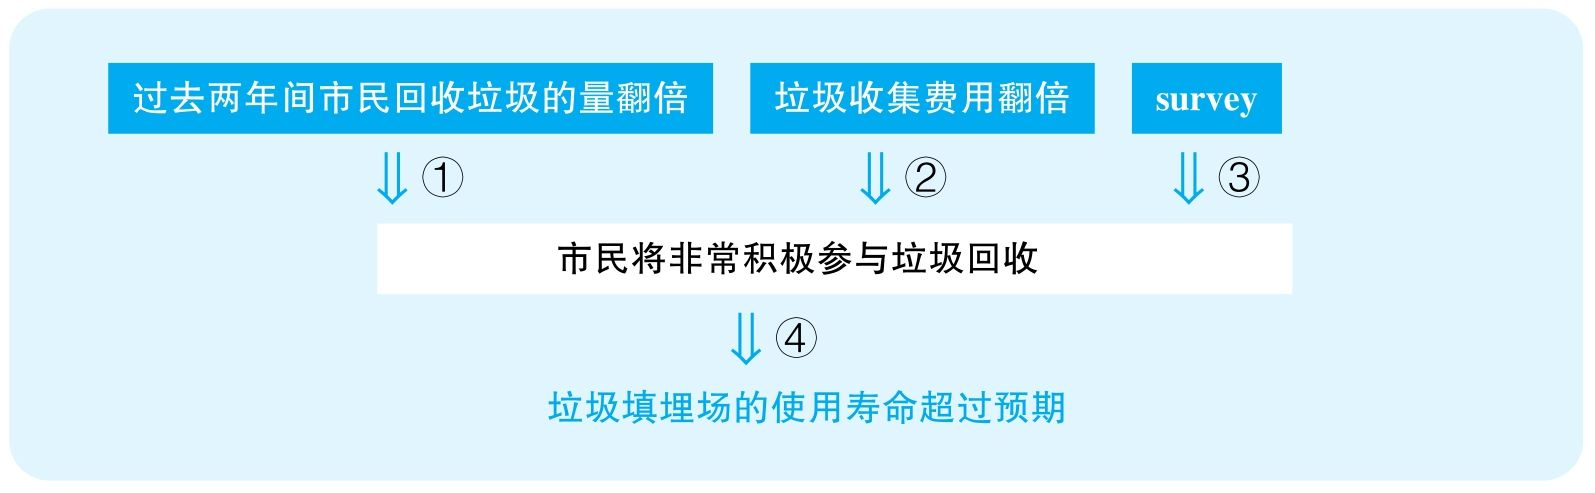 过去两年间市民回收垃圾的量翻倍 垃圾收集费用翻倍 survey
⇓ ① ⇓ ② ⇓ ③
市民将非常积极参与垃圾回收
⇓ ④
垃圾填埋场的使用寿命超过预期